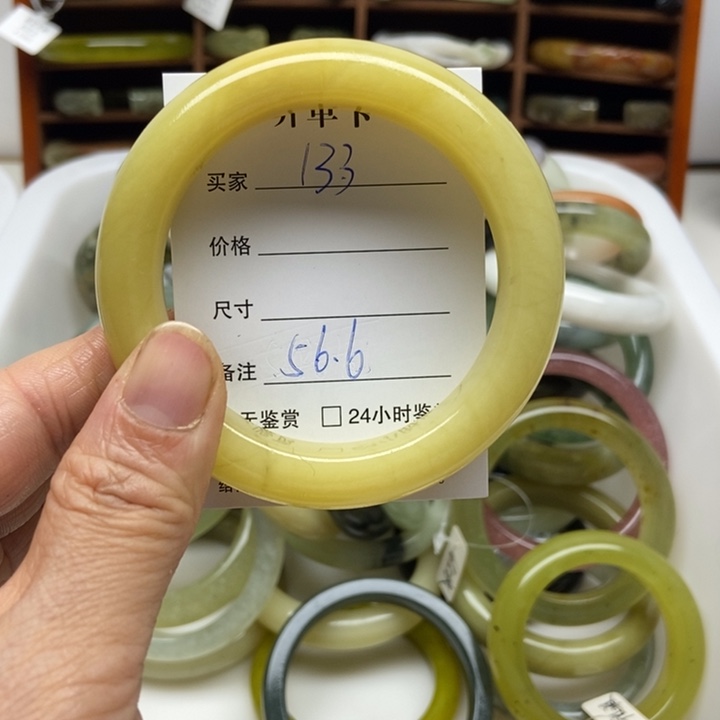 开单卡
买家 133
价格
尺寸
备注 56.6
天鉴赏 □ 24小时鉴